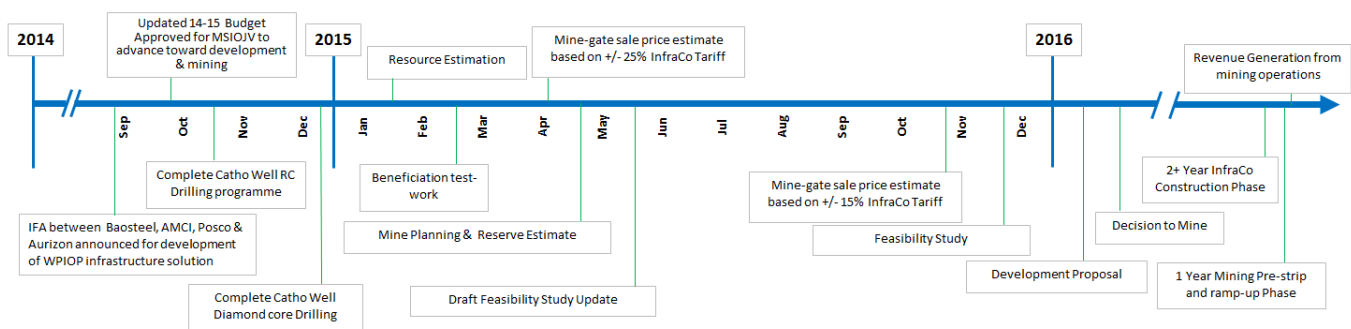 2014
Updated 14-15 Budget
Approved for MSIOJV to
advance toward development
& mining
2015
Resource Estimation
Mine-gate sale price estimate
based on +/- 25% InfraCo Tariff
2016
Revenue Generation from
mining operations
Sep
Oct
Nov
Dec
Jan
Feb
Mar
Apr
May
Jun
Jul
Aug
Sep
Oct
Nov
Dec
IFA between Baosteel, AMCI, Posco &
Aurizon announced for development
of WPIOP infrastructure solution
Complete Catho Well RC
Drilling programme
Complete Catho Well
Diamond core Drilling
Beneficiation test-
work
Mine Planning & Reserve Estimate
Draft Feasibility Study Update
Mine-gate sale price estimate
based on +/- 15% InfraCo Tariff
Feasibility Study
Development Proposal
Decision to Mine
2+ Year InfraCo
Construction Phase
1 Year Mining Pre-strip
and ramp-up Phase